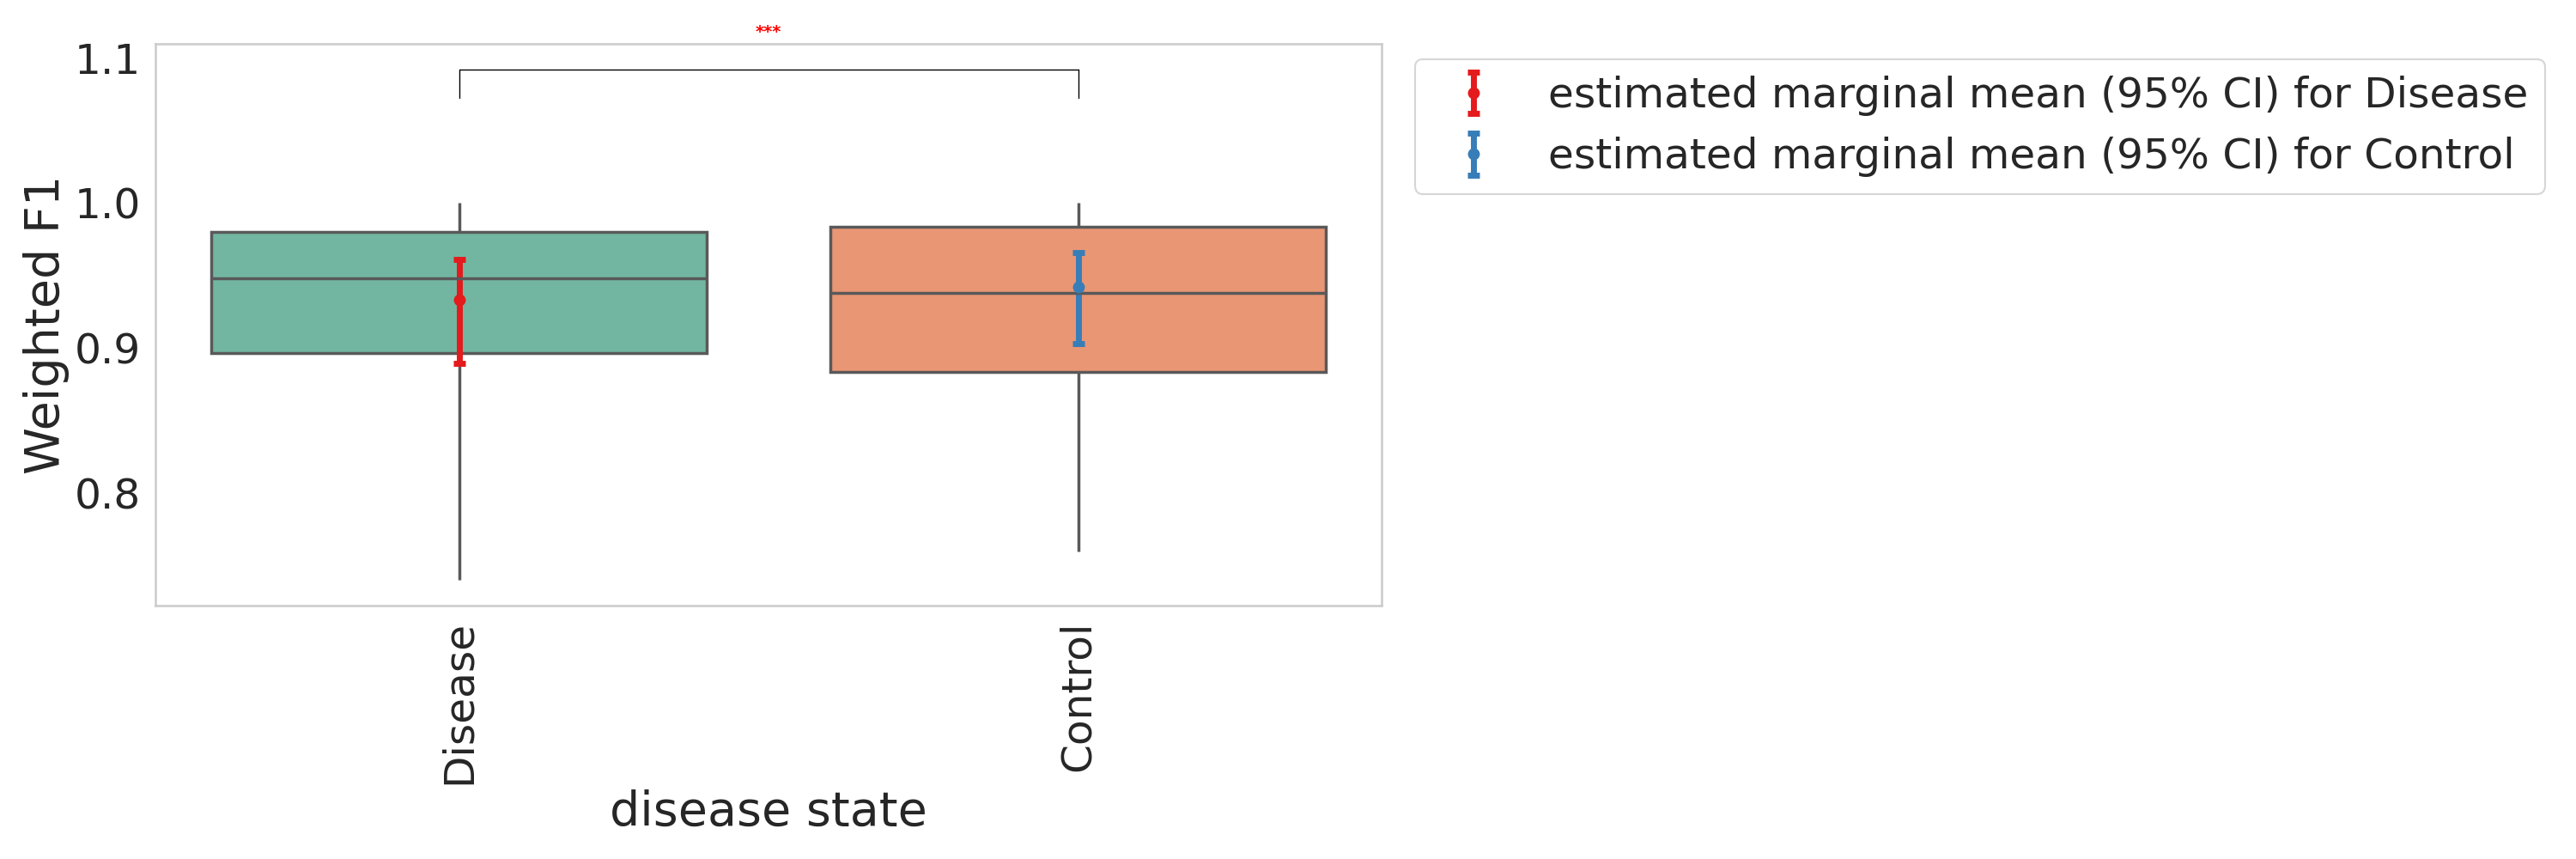 ***
1.1
1.0
0.9
0.8
Weighted F1
Disease
Control
disease state
estimated marginal mean (95% CI) for Disease
estimated marginal mean (95% CI) for Control